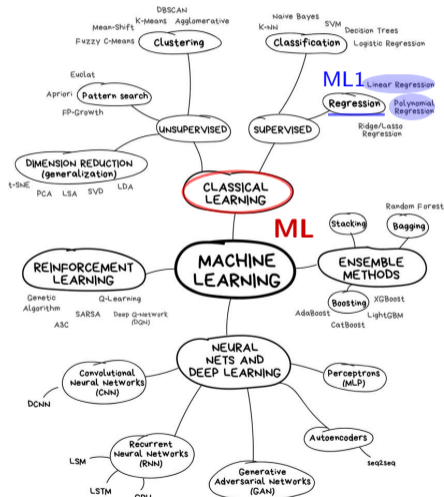 DBSCAN
K-Means Agglomerative
Mean-Shift
Fuzzy C-Means
Clustering
Naive Bayes
K-NN
SVM
Decision Trees
Classification
Logistic Regression
Euclat
Apriori
Pattern search
FP-Growth
ML1
Linear Regression
Regression
Polynomial
Regression
Ridge/Lasso
Regression
UNSUPERVISED
SUPERVISED
DIMENSION REDUCTION
(generalization)
t-SNE
PCA
LSA
SVD
LDA
CLASSICAL
LEARNING
ML
Random Forest
Stacking
Bagging
MACHINE
LEARNING
REINFORCEMENT
LEARNING
ENSEMBLE
METHODS
Genetic
Algorithm
Q-Learning
SARSA
Deep Q-Network
(DQN)
A3C
Boosting
XGBoost
AdaBoost
LightGBM
CatBoost
NEURAL
NETS AND
DEEP LEARNING
Convolutional
Neural Networks
(CNN)
DCNN
Perceptrons
(MLP)
Recurrent
Neural Networks
(RNN)
LSM
LSTM
Autoencoders
seq2seq
Generative
Adversarial Networks
(GAN)